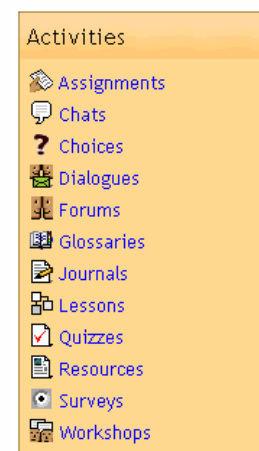 Activities
Assignments
Chats
Choices
Dialogues
Forums
Glossaries
Journals
Lessons
Quizzes
Resources
Surveys
Workshops